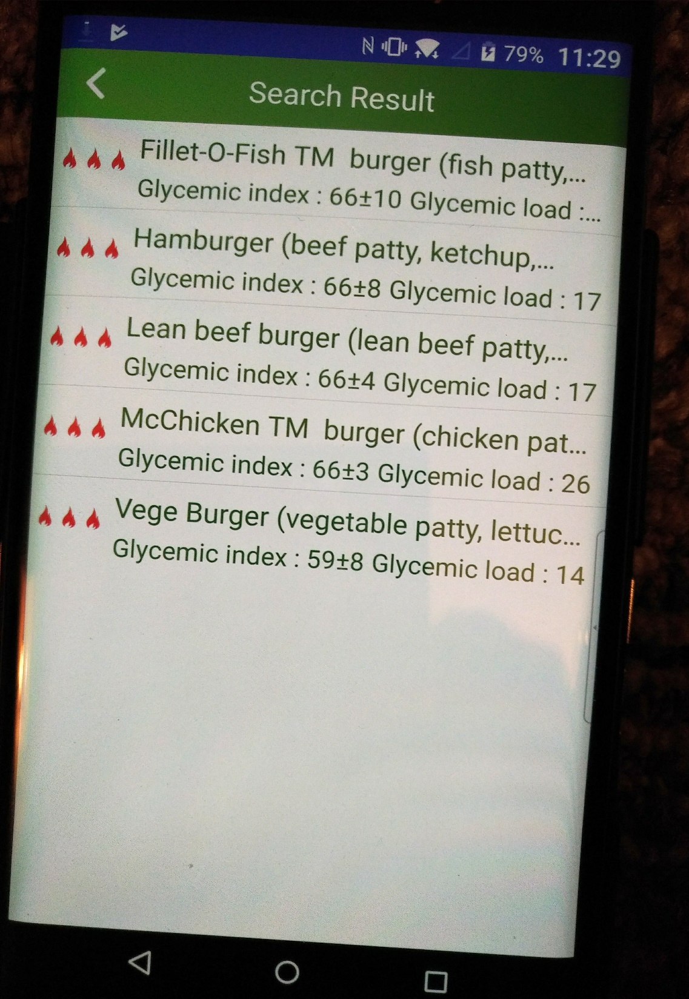 79% 11:29
Search Result
Fillet-O-Fish TM burger (fish patty,...
Glycemic index : 66±10 Glycemic load :...
Hamburger (beef patty, ketchup,...
Glycemic index : 66±8 Glycemic load : 17
Lean beef burger (lean beef patty,...
Glycemic index : 66±4 Glycemic load : 17
McChicken TM burger (chicken pat...
Glycemic index : 66±3 Glycemic load : 26
Vege Burger (vegetable patty, lettuc...
Glycemic index : 59±8 Glycemic load : 14